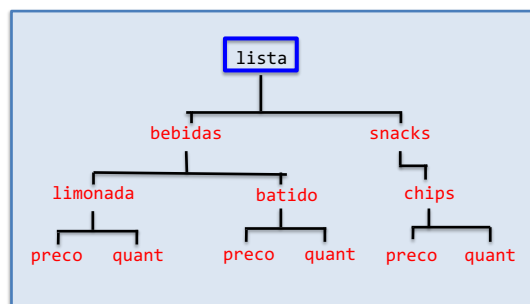 lista
bebidas snacks
limonada batido chips
preco quant preco quant preco quant